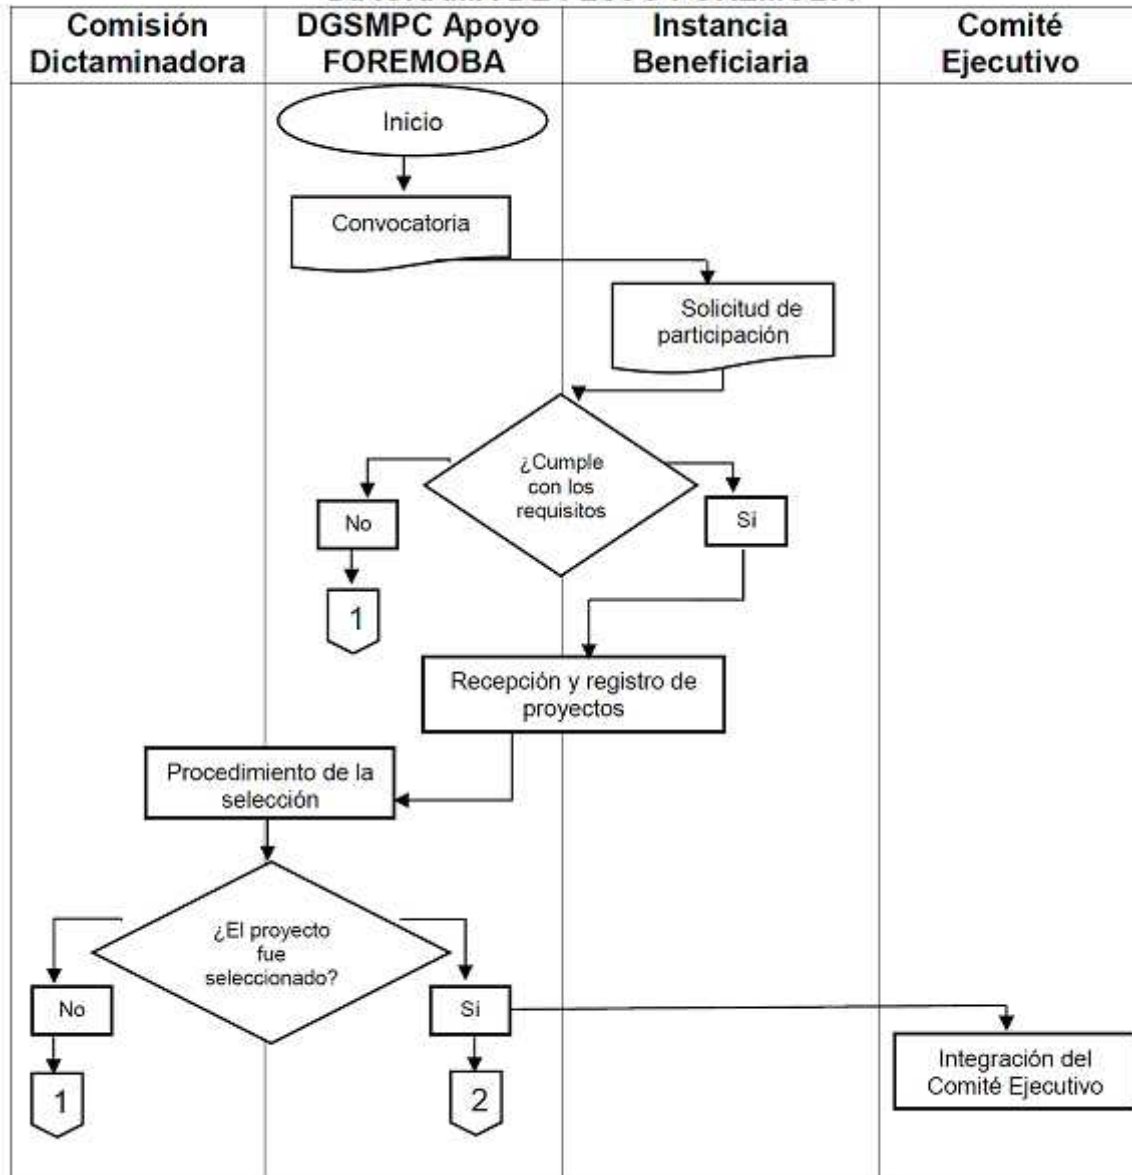 Comisión
Dictaminadora
DGSMPC Apoyo
FOREMOBA
Instancia
Beneficiaria
Comité
Ejecutivo
Inicio
Convocatoria
Solicitud de
participación
¿Cumple
con los
requisitos
No
Sí
1
Recepción y registro de
proyectos
Procedimiento de la
selección
¿El proyecto
fue
seleccionado?
No
Sí
Integración del
Comité Ejecutivo
1
2